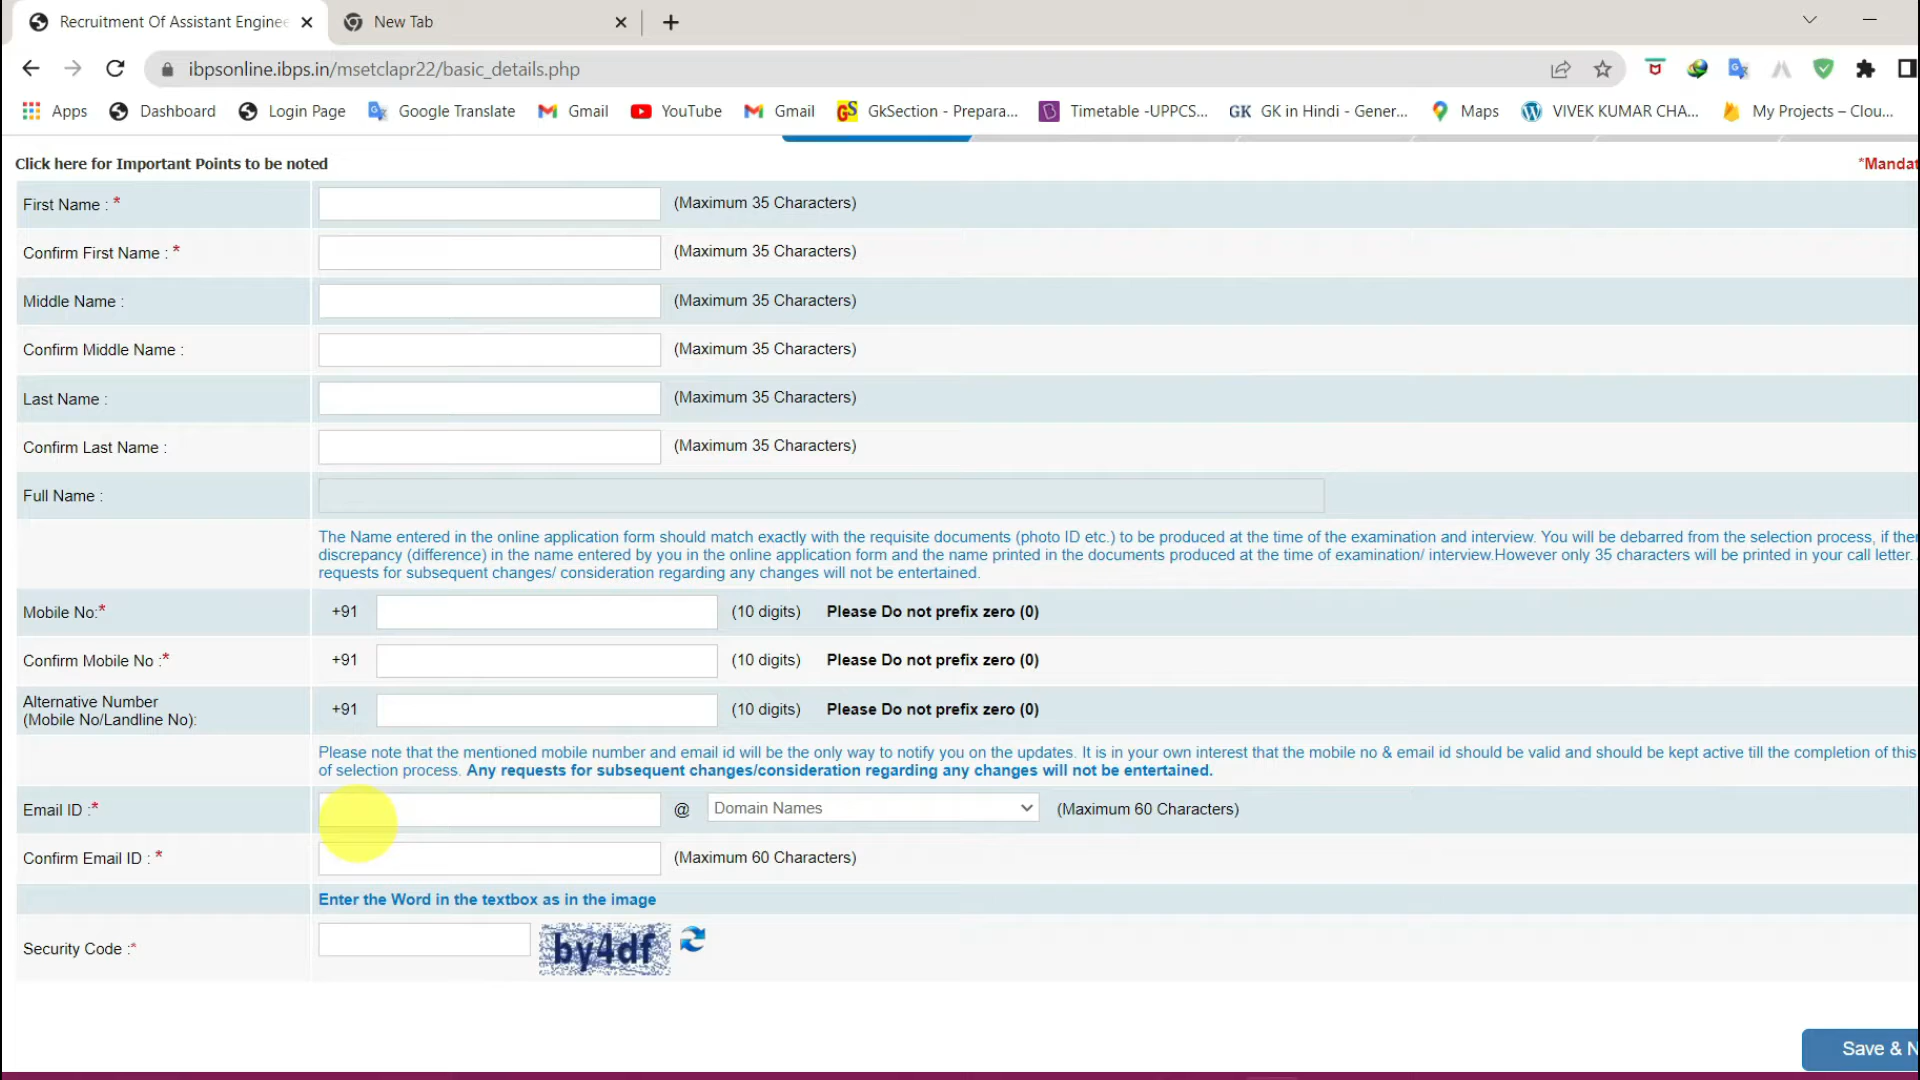 Recruitment Of Assistant Enginee
New Tab
ibpsonline.ibps.in/msetclapr22/basic_details.php
Apps
Dashboard
Login Page
Google Translate
Gmail
YouTube
Gmail
GS GkSection - Prepara...
B Timetable -UPPCS...
GK GK in Hindi - Gener...
Maps
VIVEK KUMAR CHA...
My Projects – Clou...
Click here for Important Points to be noted
*Mandat
First Name : *
(Maximum 35 Characters)
Confirm First Name : *
(Maximum 35 Characters)
Middle Name :
(Maximum 35 Characters)
Confirm Middle Name :
(Maximum 35 Characters)
Last Name :
(Maximum 35 Characters)
Confirm Last Name :
(Maximum 35 Characters)
Full Name :
The Name entered in the online application form should match exactly with the requisite documents (photo ID etc.) to be produced at the time of the examination and interview. You will be debarred from the selection process, if ther
discrepancy (difference) in the name entered by you in the online application form and the name printed in the documents produced at the time of examination/ interview.However only 35 characters will be printed in your call letter.
requests for subsequent changes/ consideration regarding any changes will not be entertained.
Mobile No:*
+91
(10 digits)
Please Do not prefix zero (0)
Confirm Mobile No :*
+91
(10 digits)
Please Do not prefix zero (0)
Alternative Number
(Mobile No/Landline No):
+91
(10 digits)
Please Do not prefix zero (0)
Please note that the mentioned mobile number and email id will be the only way to notify you on the updates. It is in your own interest that the mobile no & email id should be valid and should be kept active till the completion of this
of selection process. Any requests for subsequent changes/consideration regarding any changes will not be entertained.
Email ID :*
@
Domain Names
(Maximum 60 Characters)
Confirm Email ID : *
(Maximum 60 Characters)
Enter the Word in the textbox as in the image
Security Code :*
by4df
Save & N